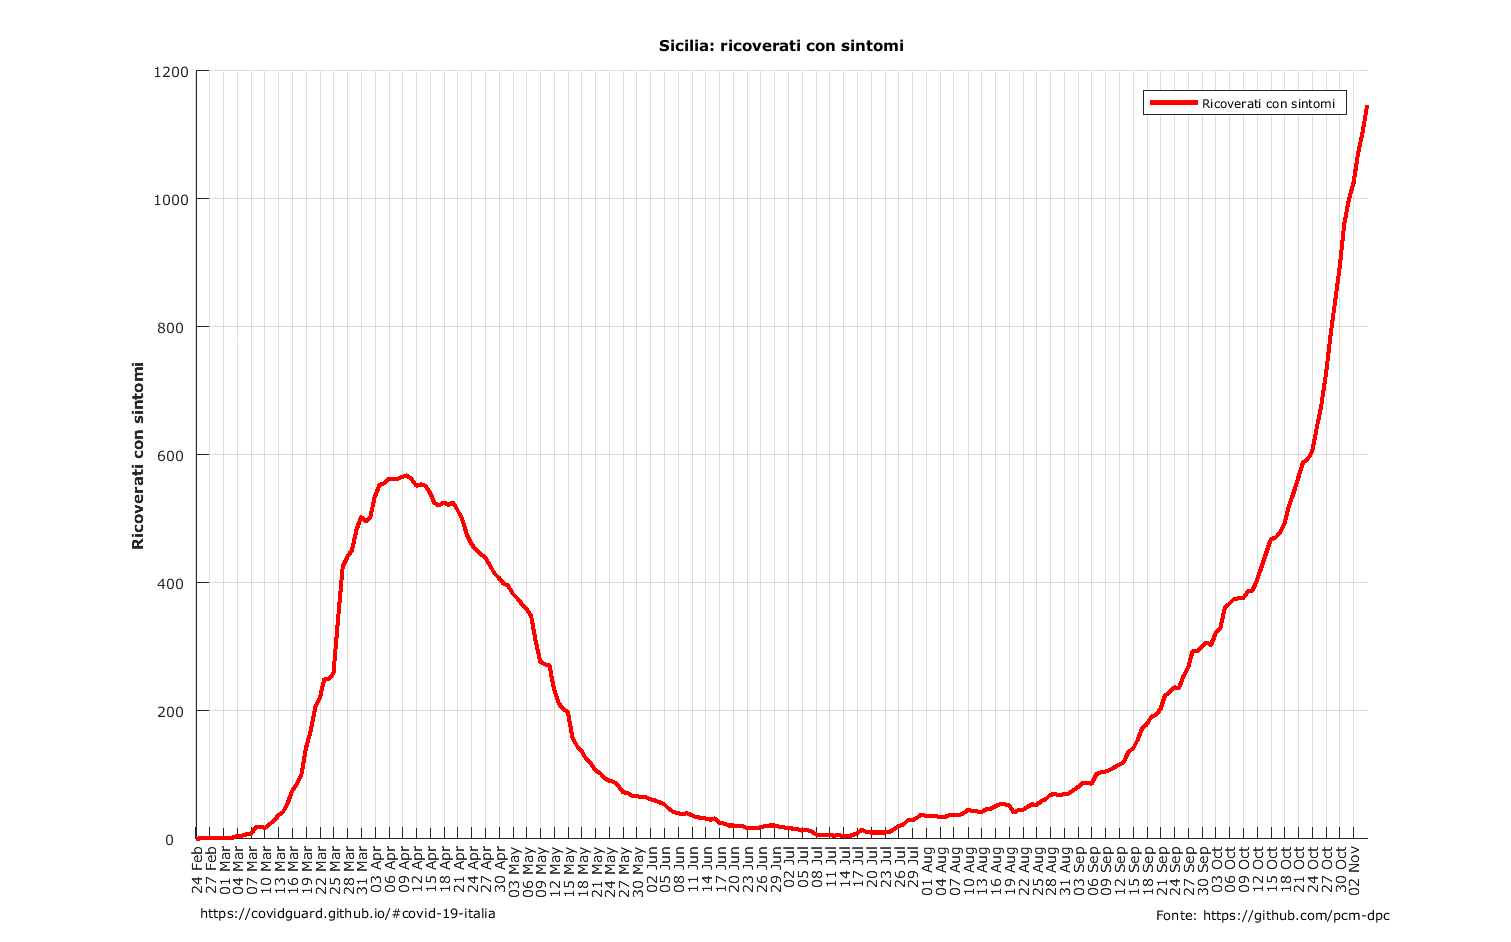 Sicilia: ricoverati con sintomi
Ricoverati con sintomi
Ricoverati con sintomi
1200
1000
800
600
400
200
0
24 Feb
27 Feb
01 Mar
04 Mar
07 Mar
10 Mar
13 Mar
16 Mar
19 Mar
22 Mar
25 Mar
28 Mar
31 Mar
03 Apr
06 Apr
09 Apr
12 Apr
15 Apr
18 Apr
21 Apr
24 Apr
27 Apr
30 Apr
03 May
06 May
09 May
12 May
15 May
18 May
21 May
24 May
27 May
30 May
02 Jun
05 Jun
08 Jun
11 Jun
14 Jun
17 Jun
20 Jun
23 Jun
26 Jun
29 Jun
02 Jul
05 Jul
08 Jul
11 Jul
14 Jul
17 Jul
20 Jul
23 Jul
26 Jul
29 Jul
01 Aug
04 Aug
07 Aug
10 Aug
13 Aug
16 Aug
19 Aug
22 Aug
25 Aug
28 Aug
31 Aug
03 Sep
06 Sep
09 Sep
12 Sep
15 Sep
18 Sep
21 Sep
24 Sep
27 Sep
30 Sep
03 Oct
06 Oct
09 Oct
12 Oct
15 Oct
18 Oct
21 Oct
24 Oct
27 Oct
30 Oct
02 Nov
https://covidguard.github.io/#covid-19-italia
Fonte: https://github.com/pcm-dpc